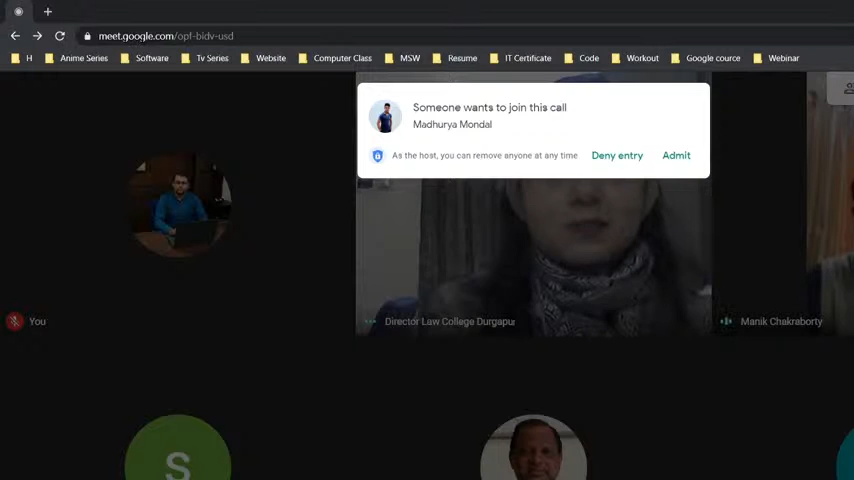 meet.google.com/opf-bidv-usd
H Anime Series Software Tv Series Website Computer Class MSW Resume IT Certificate Code Workout Google cource Webinar
Someone wants to join this call
Madhurya Mondal
As the host, you can remove anyone at any time Deny entry Admit
You Director Law College Durgapur Manik Chakraborty
S